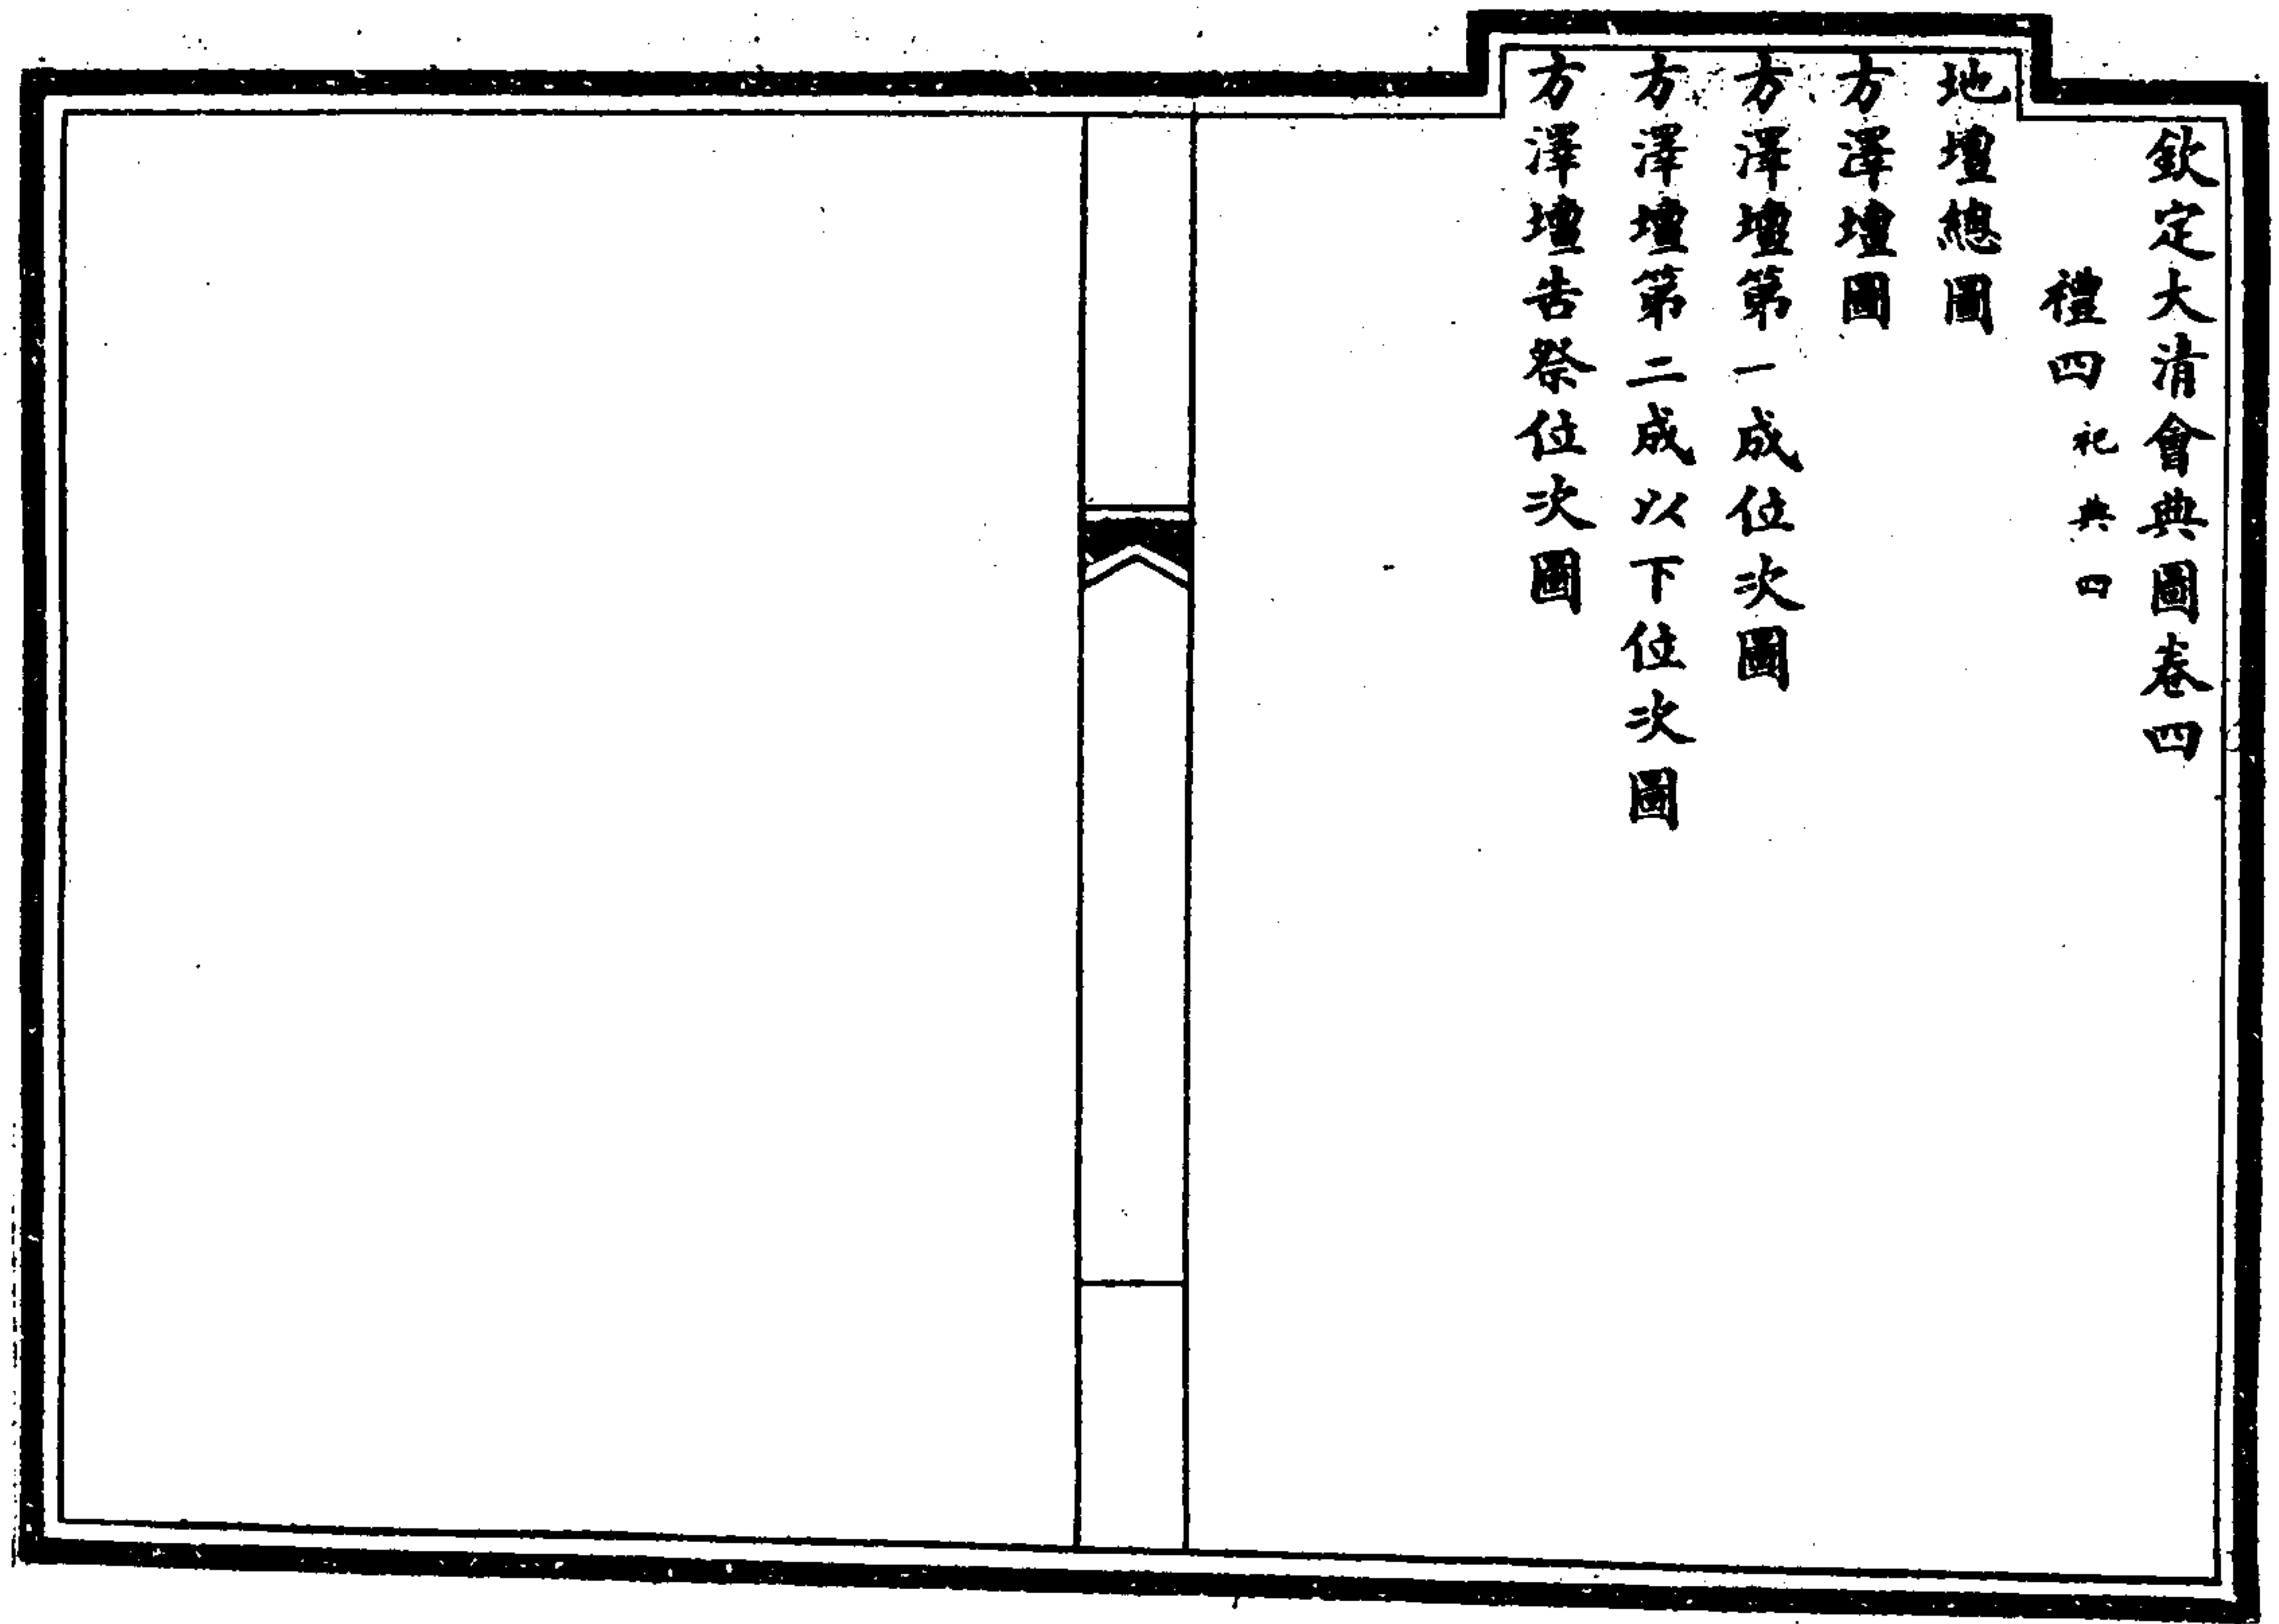 欽定大清會典圖卷四
禮四 祀典四
地壇總圖
方澤壇圖
方澤壇第一成位次圖
方澤壇第二成以下位次圖
方澤壇告祭位次圖